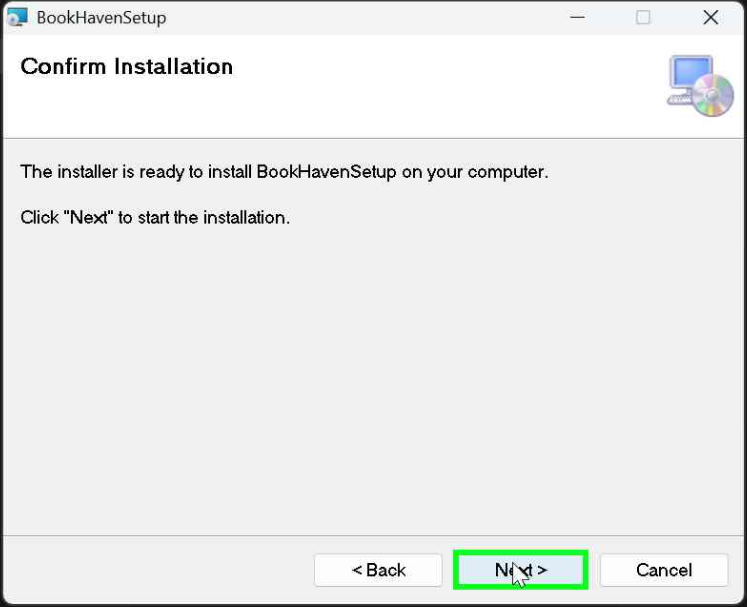 BookHavenSetup
Confirm Installation
The installer is ready to install BookHavenSetup on your computer.
Click "Next" to start the installation.
< Back
Next >
Cancel